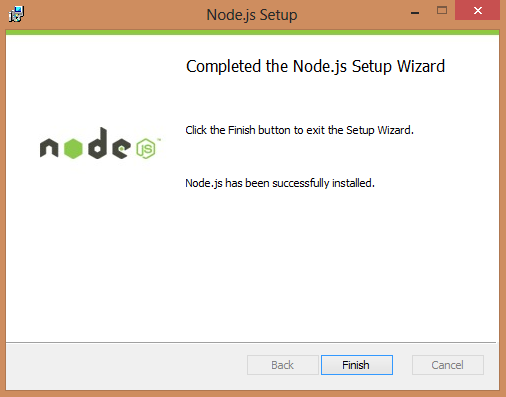 Node.js Setup
Completed the Node.js Setup Wizard
Click the Finish button to exit the Setup Wizard.
node JS™
Node.js has been successfully installed.
Back
Finish
Cancel